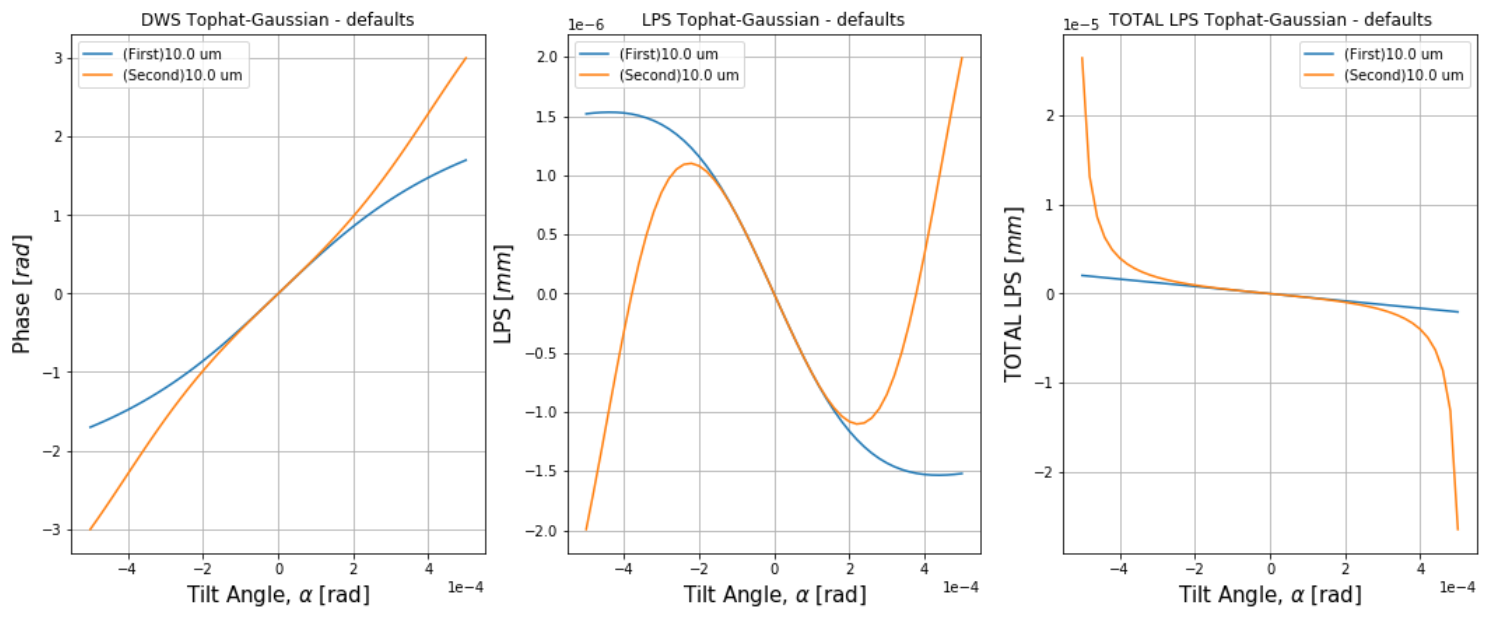 DWS Tophat-Gaussian - defaults
(First)10.0 um
(Second)10.0 um
3
2
1
0
−1
−2
−3
Phase [rad]
−4
−2
0
2
4
1e−4
Tilt Angle, α [rad]
LPS Tophat-Gaussian - defaults
1e−6
(First)10.0 um
(Second)10.0 um
2.0
1.5
1.0
0.5
0.0
−0.5
−1.0
−1.5
−2.0
LPS [mm]
−4
−2
0
2
4
1e−4
Tilt Angle, α [rad]
TOTAL LPS Tophat-Gaussian - defaults
1e−5
(First)10.0 um
(Second)10.0 um
2
1
0
−1
−2
TOTAL LPS [mm]
−4
−2
0
2
4
1e−4
Tilt Angle, α [rad]